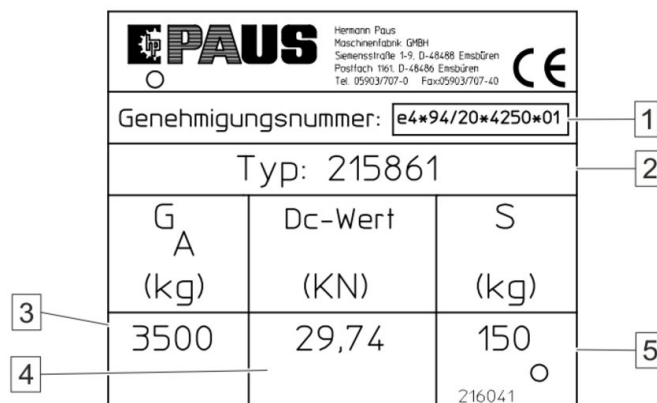 hp PAUS
Hermann Paus
Maschinenfabrik GMBH
Siemensstraße 1-9, D-48488 Emsbüren
Postfach 1161, D-48486 Emsbüren
Tel. 05903/707-0 Fax:05903/707-40
CE
Genehmigungsnummer: e4*94/20*4250*01
1
Typ: 215861
2
GA Dc-Wert S
(kg) (KN) (kg)
3
3500 29,74 150
5
4
216041